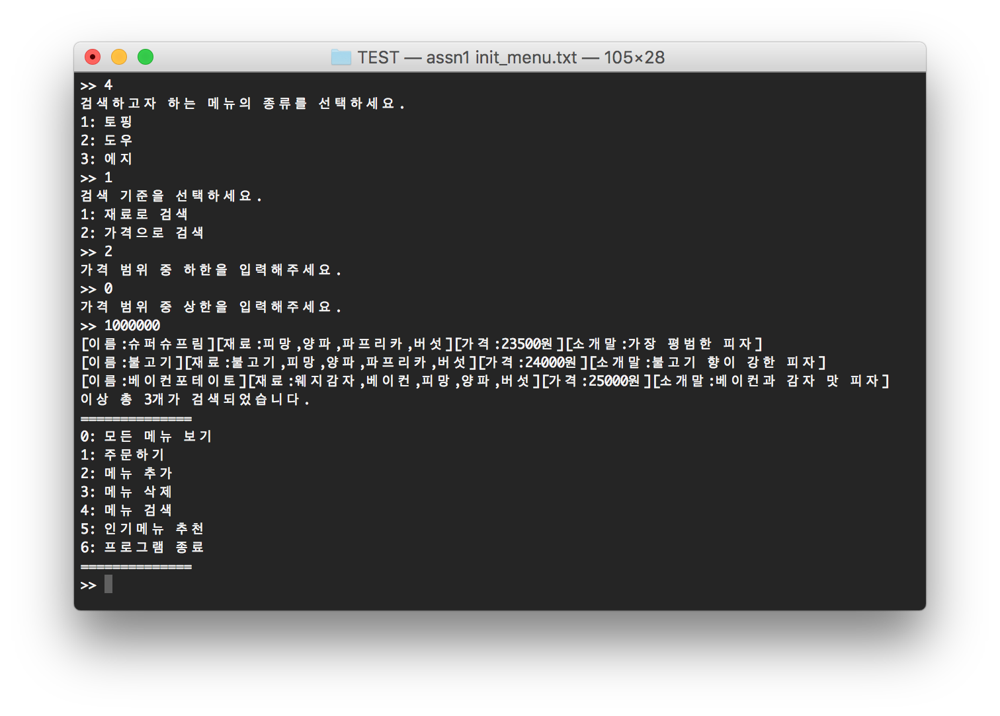 TEST — assn1 init_menu.txt — 105×28
>> 4
검색하고자 하는 메뉴의 종류를 선택하세요.
1: 토핑
2: 도우
3: 에지
>> 1
검색 기준을 선택하세요.
1: 재료로 검색
2: 가격으로 검색
>> 2
가격 범위 중 하한을 입력해주세요.
>> 0
가격 범위 중 상한을 입력해주세요.
>> 1000000
[이름:슈퍼슈프림][재료:피망,양파,파프리카,버섯][가격:23500원][소개말:가장 평범한 피자]
[이름:불고기][재료:불고기,피망,양파,파프리카,버섯][가격:24000원][소개말:불고기 향이 강한 피자]
[이름:베이컨포테이토][재료:웨지감자,베이컨,피망,양파,버섯][가격:25000원][소개말:베이컨과 감자 맛 피자]
이상 총 3개가 검색되었습니다.
==============
0: 모든 메뉴 보기
1: 주문하기
2: 메뉴 추가
3: 메뉴 삭제
4: 메뉴 검색
5: 인기메뉴 추천
6: 프로그램 종료
==============
>>